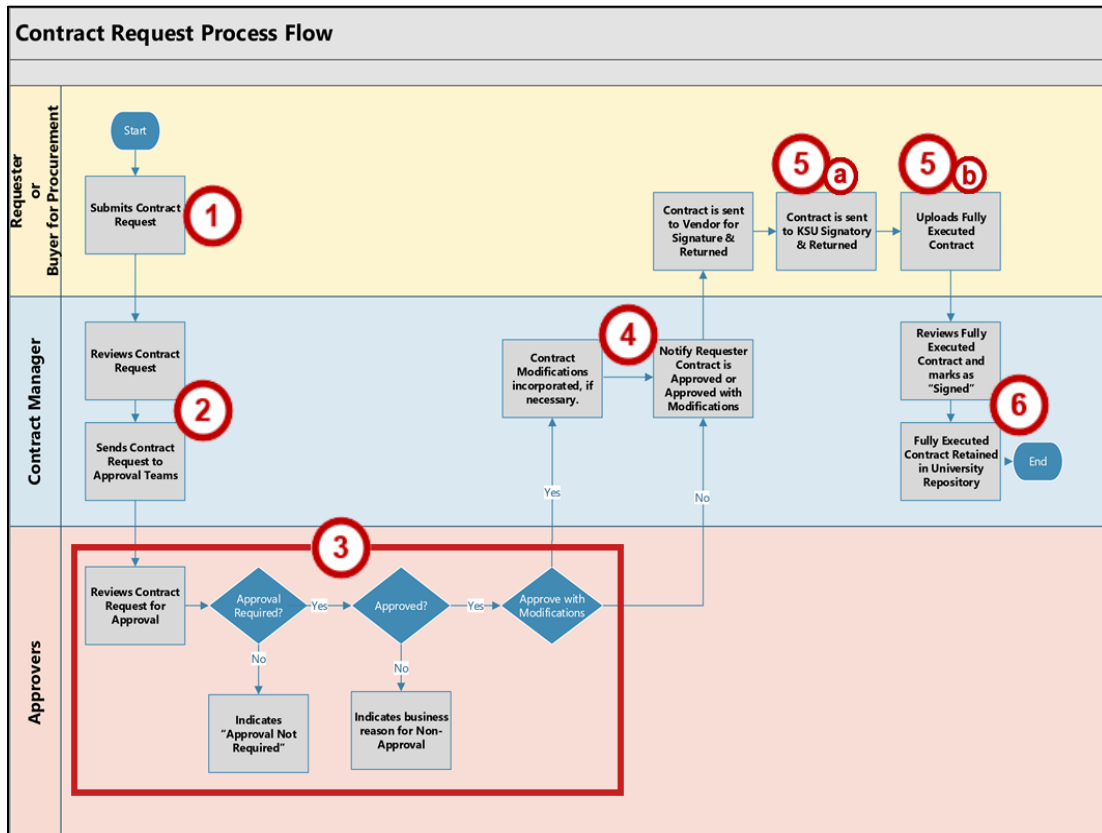 Contract Request Process Flow
Requester
or
Buyer for Procurement
Start
Submits Contract
Request
1
Contract is sent
to Vendor for
Signature &
Returned
5
a
Contract is sent
to KSU Signatory
& Returned
5
b
Uploads Fully
Executed
Contract
Contract Manager
Reviews Contract
Request
2
Sends Contract
Request to
Approval Teams
Contract
Modifications
incorporated, if
necessary.
4
Notify Requester
Contract is
Approved or
Approved with
Modifications
Reviews Fully
Executed
Contract and
marks as
“Signed”
6
Fully Executed
Contract Retained
in University
Repository
End
Yes
No
Approvers
3
Reviews Contract
Request for
Approval
Approval
Required?
Yes
Approved?
Yes
Approve with
Modifications
No
No
Indicates
“Approval Not
Required”
Indicates business
reason for Non-
Approval